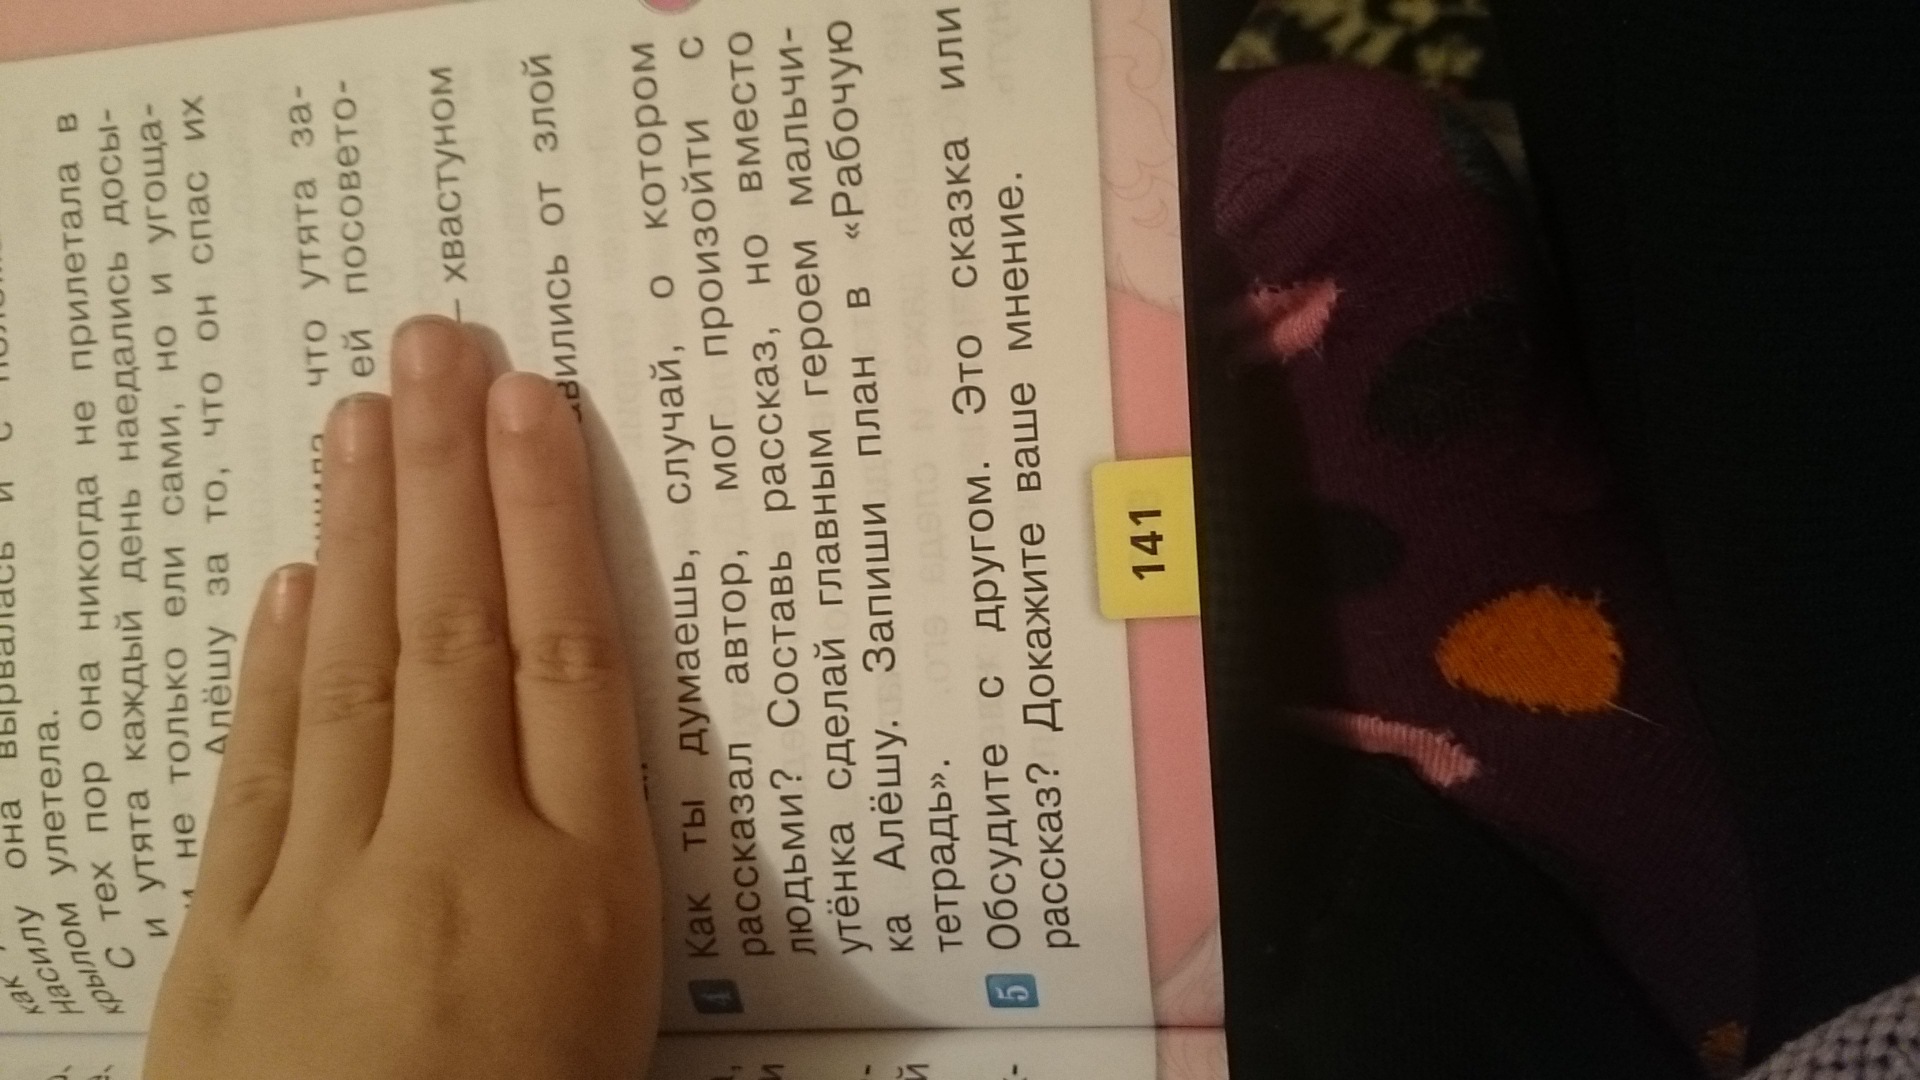 она вырвалась и с
насилу улетела.
крылом
С тех пор она никогда не прилетала в
и утята каждый день наедались досы-
и не только ели сами, но и угоща-
Алёшу за то, что он спас их
что утята за-
ей посовето-
– хвастуном
от злой
4 Как ты думаешь, случай, о котором
рассказал автор, мог произойти с
людьми? Составь рассказ, но вместо
утёнка сделай главным героем мальчи-
ка Алёшу. Запиши план в «Рабочую
тетрадь».
5 Обсудите с другом. Это сказка или
рассказ? Докажите ваше мнение.
141